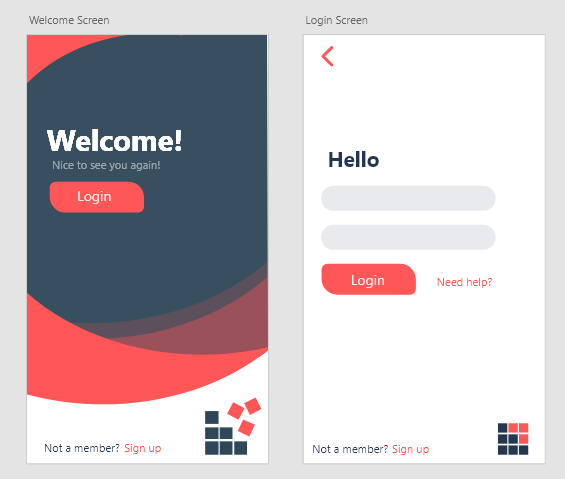 Welcome Screen
Welcome!
Nice to see you again!
Login
Not a member? Sign up
Login Screen
Hello
Login
Need help?
Not a member? Sign up